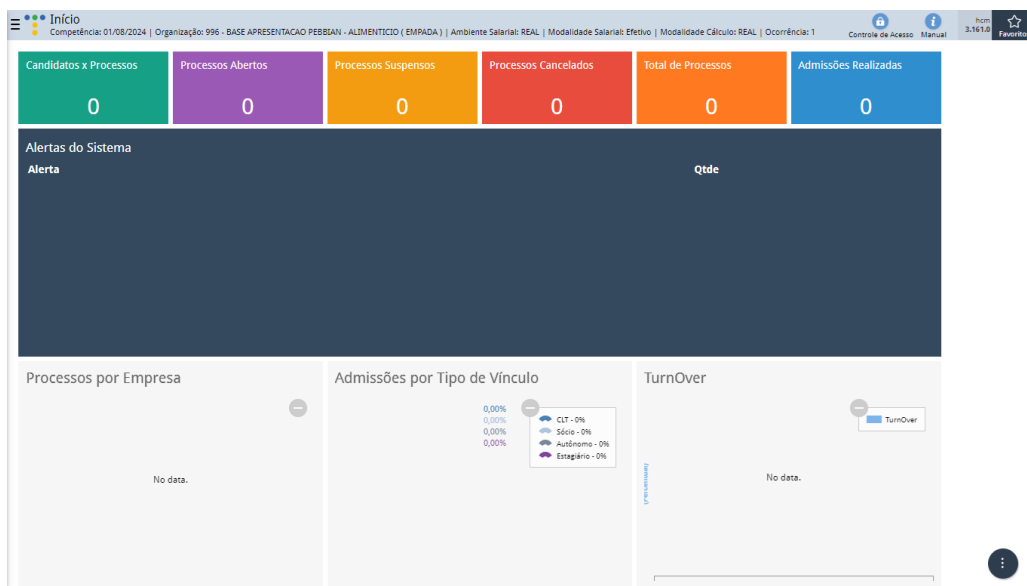 Início
Competência: 01/08/2024 | Organização: 996 - BASE APRESENTACAO PEBBIAN - ALIMENTICIO ( EMPADA ) | Ambiente Salarial: REAL | Modalidade Salarial: Efetivo | Modalidade Cálculo: REAL | Ocorrência: 1
Controle de Acesso
Manual
hcm
3.161.0
Favorito
Candidatos x Processos
0
Processos Abertos
0
Processos Suspensos
0
Processos Cancelados
0
Total de Processos
0
Admissões Realizadas
0
Alertas do Sistema
Alerta Qtde
Processos por Empresa
No data.
Admissões por Tipo de Vínculo
0,00%
0,00%
0,00%
0,00%
CLT - 0%
Sócio - 0%
Autônomo - 0%
Estagiário - 0%
TurnOver
TurnOver
No data.